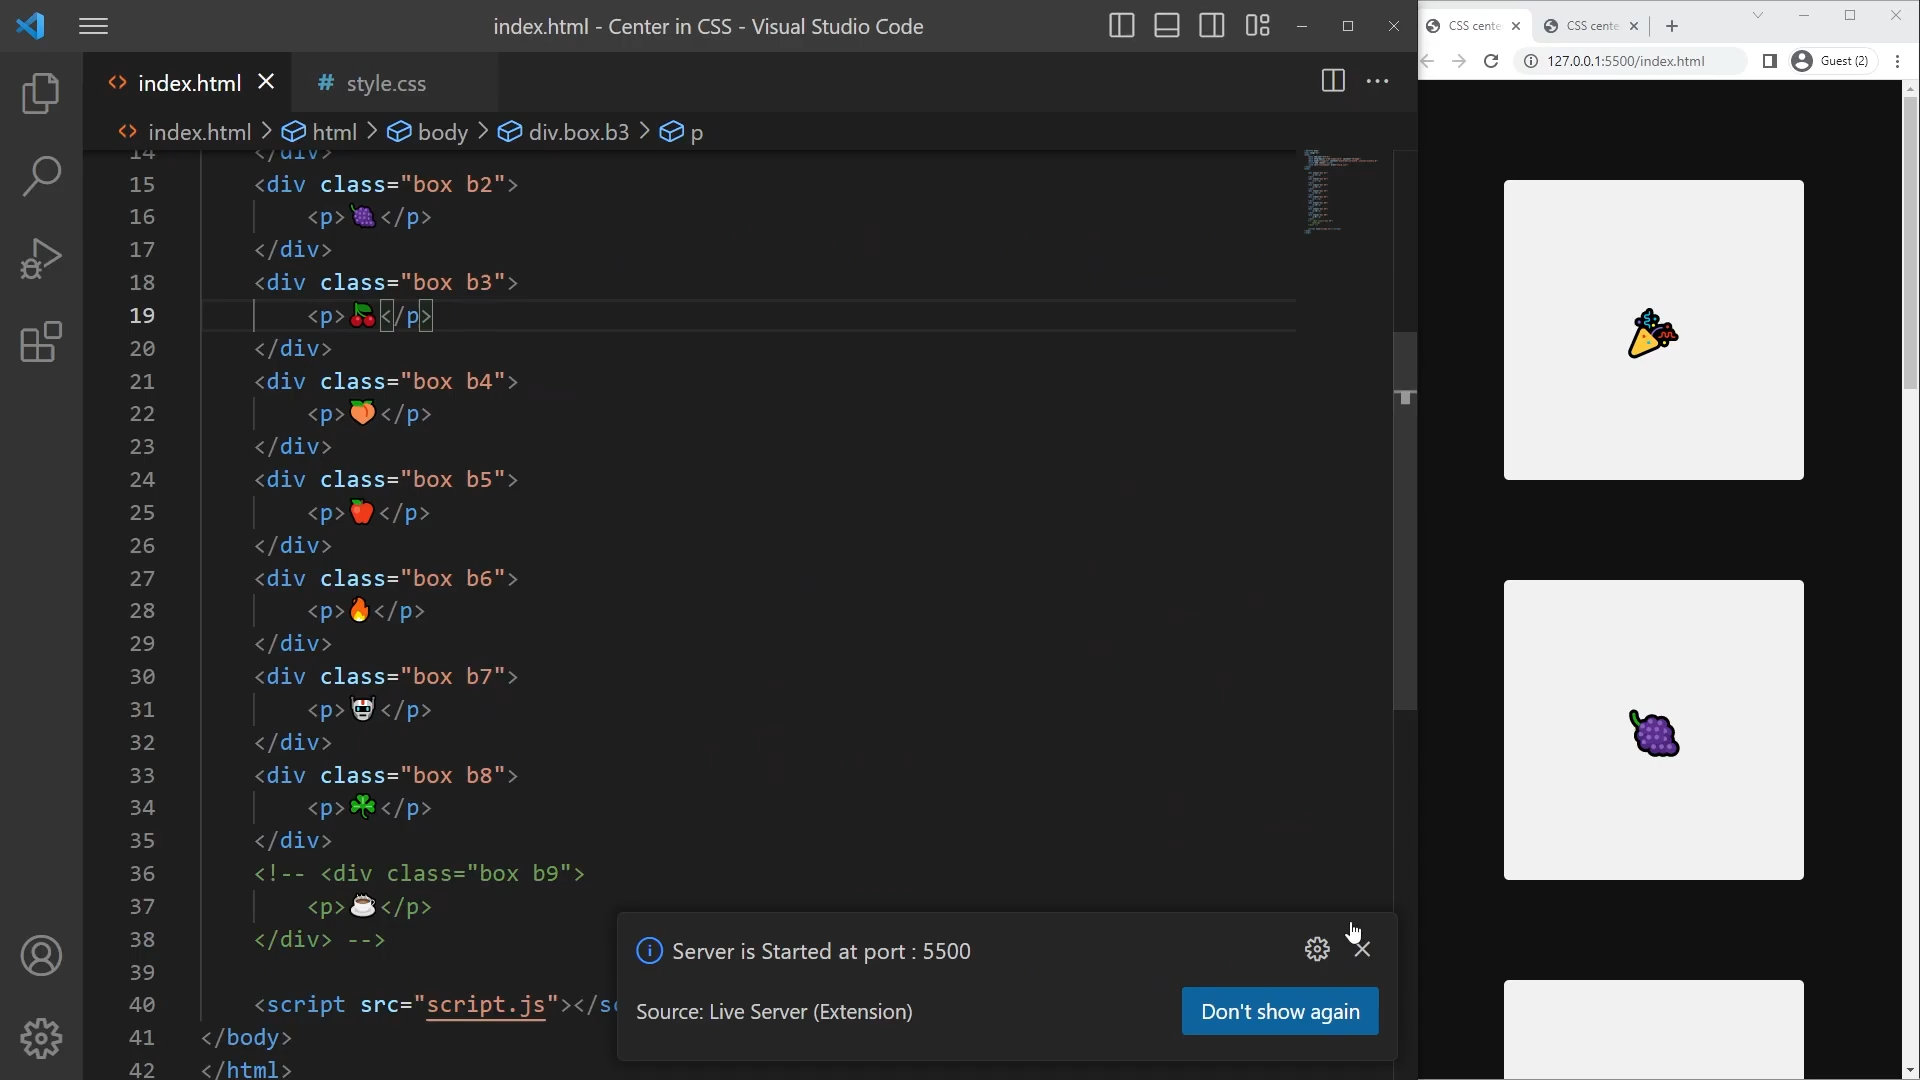 index.html - Center in CSS - Visual Studio Code
index.html
# style.css
index.html > html > body > div.box.b3 > p
14 </div>
15 <div class="box b2">
16 <p>🍇</p>
17 </div>
18 <div class="box b3">
19 <p>🍒</p>
20 </div>
21 <div class="box b4">
22 <p>🍑</p>
23 </div>
24 <div class="box b5">
25 <p>🍎</p>
26 </div>
27 <div class="box b6">
28 <p>🔥</p>
29 </div>
30 <div class="box b7">
31 <p>🤖</p>
32 </div>
33 <div class="box b8">
34 <p>☘️</p>
35 </div>
36 <!-- <div class="box b9">
37 <p>☕</p>
38 </div> -->
39
40 <script src="script.js"></sc
41 </body>
42 </html>
Server is Started at port : 5500
Source: Live Server (Extension)
Don't show again
CSS cente
CSS cente
127.0.0.1:5500/index.html
Guest (2)